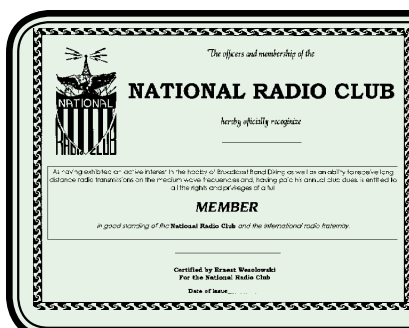 The officers and membership of the
NATIONAL RADIO CLUB
hereby officially recognize
NATIONAL
RADIO CLUB
As having exhibited an active interest in the hobby of Broadcast Band DXing as well as an ability to receive long
distance radio transmissions on the medium wave frequencies and, having paid his annual club dues, is entitled to
all the rights and privileges of a full
MEMBER
in good standing of the National Radio Club and the international radio fraternity.
Certified by Ernest Wesolowski
For the National Radio Club
Date of Issue